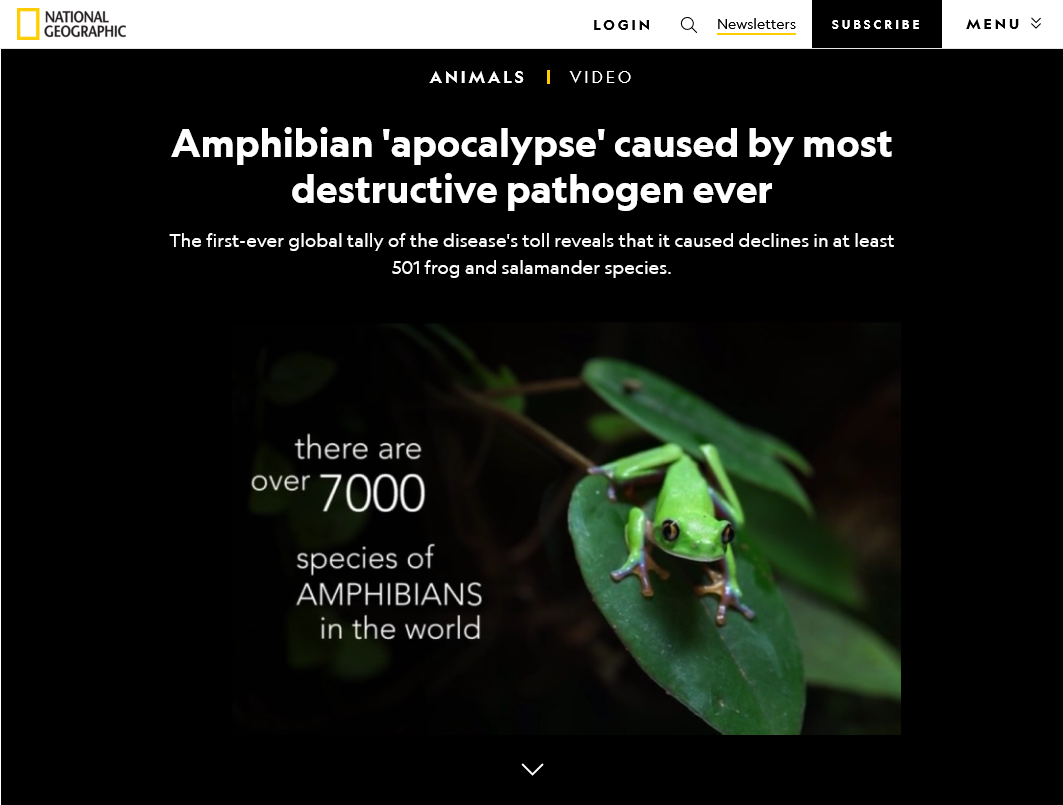 NATIONAL
GEOGRAPHIC
LOGIN
Newsletters
SUBSCRIBE
MENU
ANIMALS
VIDEO
Amphibian 'apocalypse' caused by most
destructive pathogen ever
The first-ever global tally of the disease's toll reveals that it caused declines in at least
501 frog and salamander species.
there are
over 7000
species of
AMPHIBIANS
in the world